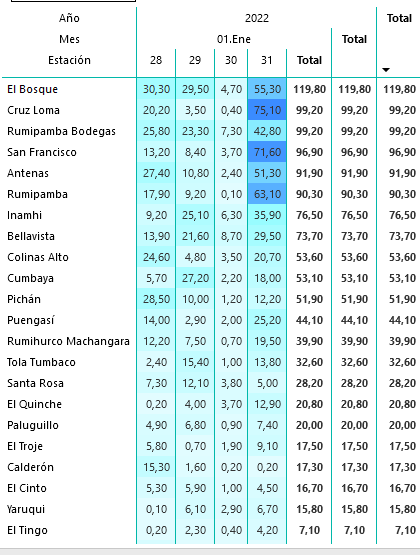 Año 2022 Total
Mes 01.Ene Total
Estación 28 29 30 31 Total
El Bosque 30,30 29,50 4,70 55,30 119,80 119,80 119,80
Cruz Loma 20,20 3,50 0,40 75,10 99,20 99,20 99,20
Rumipamba Bodegas 25,80 23,30 7,30 42,80 99,20 99,20 99,20
San Francisco 13,20 8,40 3,70 71,60 96,90 96,90 96,90
Antenas 27,40 10,80 2,40 51,30 91,90 91,90 91,90
Rumipamba 17,90 9,20 0,10 63,10 90,30 90,30 90,30
Inamhi 9,20 25,10 6,30 35,90 76,50 76,50 76,50
Bellavista 13,90 21,60 8,70 29,50 73,70 73,70 73,70
Colinas Alto 24,60 4,80 3,50 20,70 53,60 53,60 53,60
Cumbaya 5,70 27,20 2,20 18,00 53,10 53,10 53,10
Pichán 28,50 10,00 1,20 12,20 51,90 51,90 51,90
Puengasí 14,00 2,90 2,00 25,20 44,10 44,10 44,10
Rumihurco Machangara 12,20 7,50 0,70 19,50 39,90 39,90 39,90
Tola Tumbaco 2,40 15,40 1,00 13,80 32,60 32,60 32,60
Santa Rosa 7,30 12,10 3,80 5,00 28,20 28,20 28,20
El Quinche 0,20 4,00 3,70 12,90 20,80 20,80 20,80
Paluguillo 4,90 6,80 0,90 7,40 20,00 20,00 20,00
El Troje 5,80 0,70 1,90 9,10 17,50 17,50 17,50
Calderón 15,30 1,60 0,20 0,20 17,30 17,30 17,30
El Cinto 5,30 5,90 1,00 4,50 16,70 16,70 16,70
Yaruqui 0,10 6,10 2,90 6,70 15,80 15,80 15,80
El Tingo 0,20 2,30 0,40 4,20 7,10 7,10 7,10